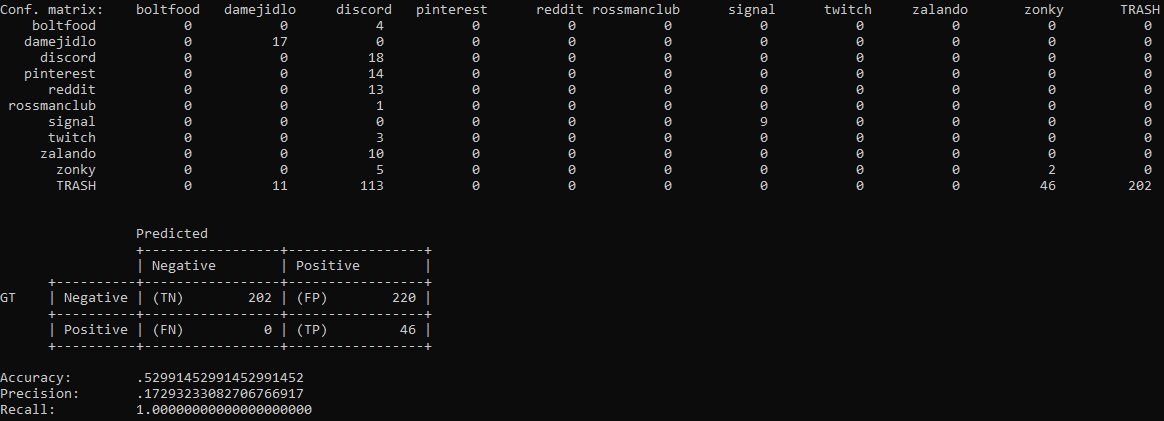 Conf. matrix: boltfood damejidlo discord pinterest reddit rossmanclub signal twitch zalando zonky TRASH
boltfood 0 0 4 0 0 0 0 0 0 0 0
damejidlo 0 17 0 0 0 0 0 0 0 0 0
discord 0 0 18 0 0 0 0 0 0 0 0
pinterest 0 0 14 0 0 0 0 0 0 0 0
reddit 0 0 13 0 0 0 0 0 0 0 0
rossmanclub 0 0 1 0 0 0 0 0 0 0 0
signal 0 0 0 0 0 0 9 0 0 0 0
twitch 0 0 3 0 0 0 0 0 0 0 0
zalando 0 0 10 0 0 0 0 0 0 0 0
zonky 0 0 5 0 0 0 0 0 0 2 0
TRASH 0 11 113 0 0 0 0 0 0 46 202
Predicted
Negative Positive
GT Negative (TN) 202 (FP) 220
Positive (FN) 0 (TP) 46
Accuracy: .52991452991452991452
Precision: .17293233082706766917
Recall: 1.00000000000000000000